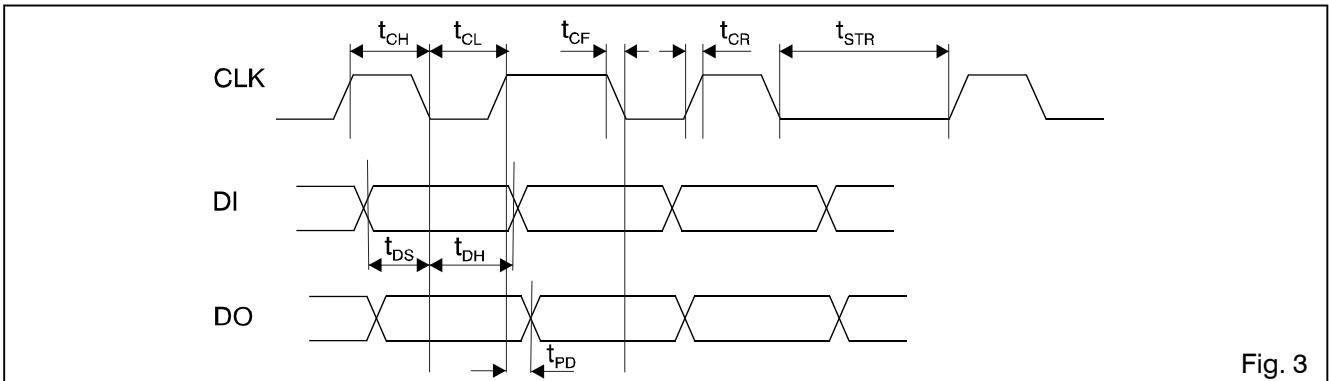 tCH tCL tCF tCR tSTR
CLK
DI
tDS tDH
DO
tPD
Fig. 3